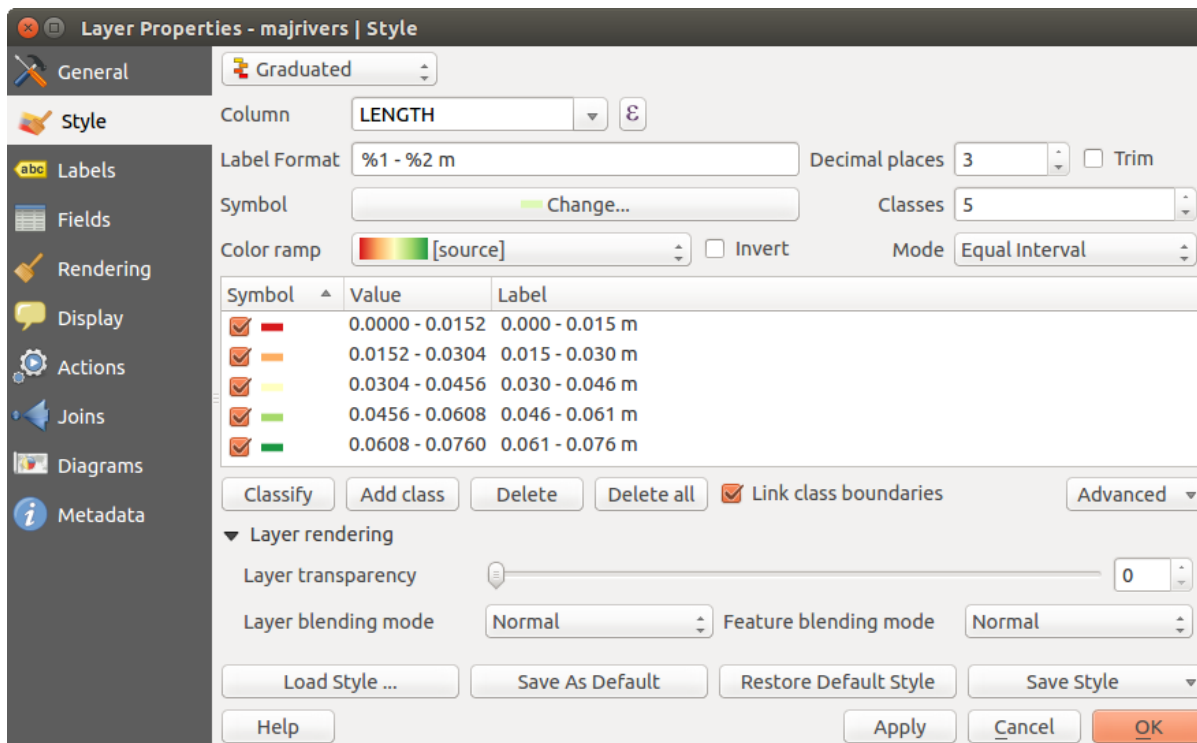 Layer Properties - majrivers | Style
General
Style
Labels
Fields
Rendering
Display
Actions
Joins
Diagrams
Metadata
Graduated
Column LENGTH ε
Label Format %1 - %2 m Decimal places 3 Trim
Symbol Change... Classes 5
Color ramp [source] Invert Mode Equal Interval
Symbol Value Label
0.0000 - 0.0152 0.000 - 0.015 m
0.0152 - 0.0304 0.015 - 0.030 m
0.0304 - 0.0456 0.030 - 0.046 m
0.0456 - 0.0608 0.046 - 0.061 m
0.0608 - 0.0760 0.061 - 0.076 m
Classify Add class Delete Delete all Link class boundaries Advanced
Layer rendering
Layer transparency 0
Layer blending mode Normal Feature blending mode Normal
Load Style ... Save As Default Restore Default Style Save Style
Help Apply Cancel OK
abc
i